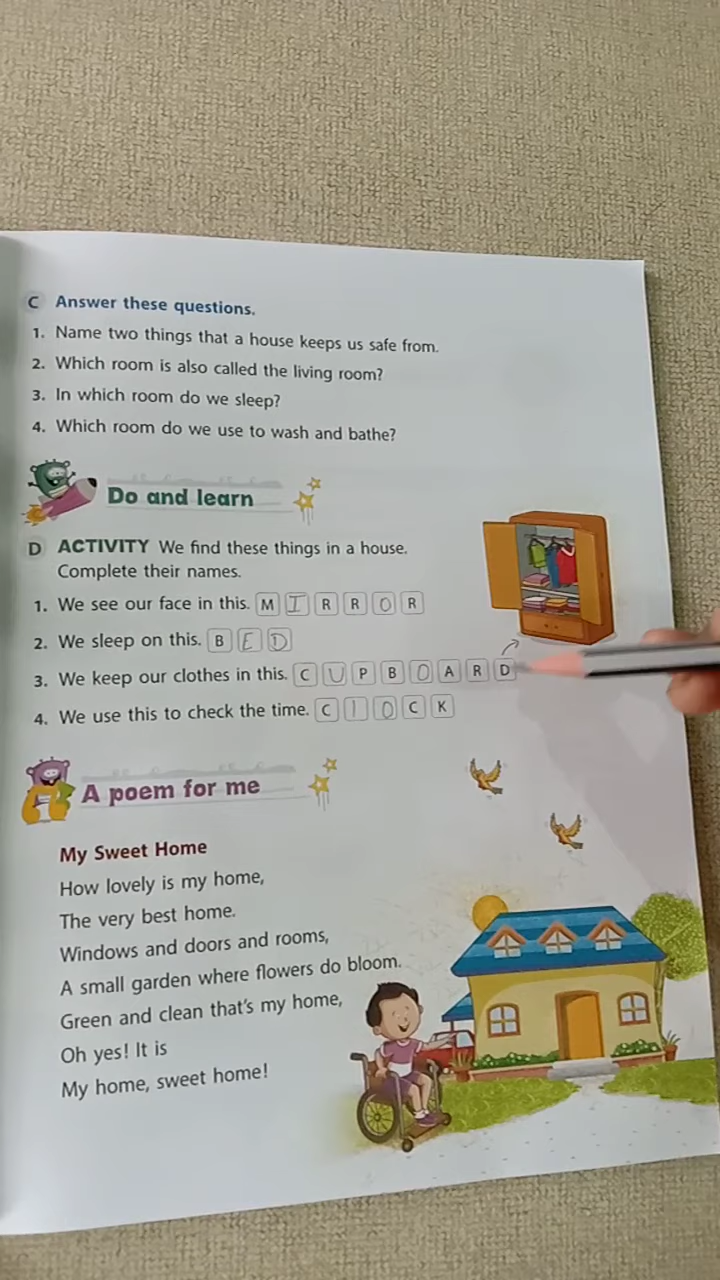 C Answer these questions.
1. Name two things that a house keeps us safe from.
2. Which room is also called the living room?
3. In which room do we sleep?
4. Which room do we use to wash and bathe?
Do and learn
D ACTIVITY We find these things in a house.
Complete their names.
1. We see our face in this. M I R R O R
2. We sleep on this. B E D
3. We keep our clothes in this. C U P B O A R D
4. We use this to check the time. C l O C K
A poem for me
My Sweet Home
How lovely is my home,
The very best home.
Windows and doors and rooms,
A small garden where flowers do bloom.
Green and clean that's my home,
Oh yes! It is
My home, sweet home!